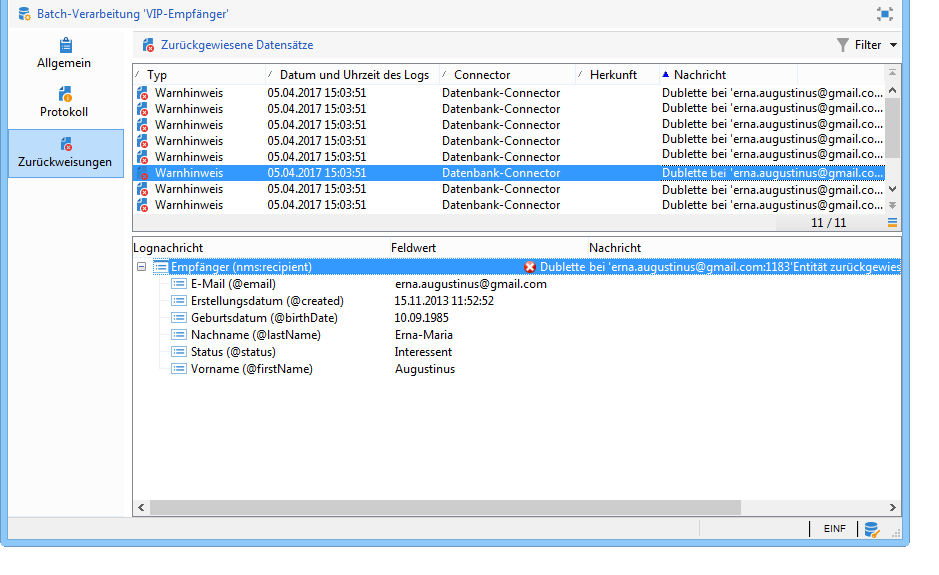 Batch-Verarbeitung 'VIP-Empfänger'
Allgemein
Protokoll
Zurückweisungen
Zurückgewiesene Datensätze
Filter
Typ Datum und Uhrzeit des Logs Connector Herkunft Nachricht
Warnhinweis 05.04.2017 15:03:51 Datenbank-Connector Dublette bei 'erna.augustinus@gmail.co...
Warnhinweis 05.04.2017 15:03:51 Datenbank-Connector Dublette bei 'erna.augustinus@gmail.co...
Warnhinweis 05.04.2017 15:03:51 Datenbank-Connector Dublette bei 'erna.augustinus@gmail.co...
Warnhinweis 05.04.2017 15:03:51 Datenbank-Connector Dublette bei 'erna.augustinus@gmail.co...
Warnhinweis 05.04.2017 15:03:51 Datenbank-Connector Dublette bei 'erna.augustinus@gmail.co...
Warnhinweis 05.04.2017 15:03:51 Datenbank-Connector Dublette bei 'erna.augustinus@gmail.co...
Warnhinweis 05.04.2017 15:03:51 Datenbank-Connector Dublette bei 'erna.augustinus@gmail.co...
Warnhinweis 05.04.2017 15:03:51 Datenbank-Connector Dublette bei 'erna.augustinus@gmail.co...
11 / 11
Lognachricht Feldwert Nachricht
Empfänger (nms:recipient) Dublette bei 'erna.augustinus@gmail.com:1183'Entität zurückgewies
E-Mail (@email) erna.augustinus@gmail.com
Erstellungsdatum (@created) 15.11.2013 11:52:52
Geburtsdatum (@birthDate) 10.09.1985
Nachname (@lastName) Erna-Maria
Status (@status) Interessent
Vorname (@firstName) Augustinus
EINF